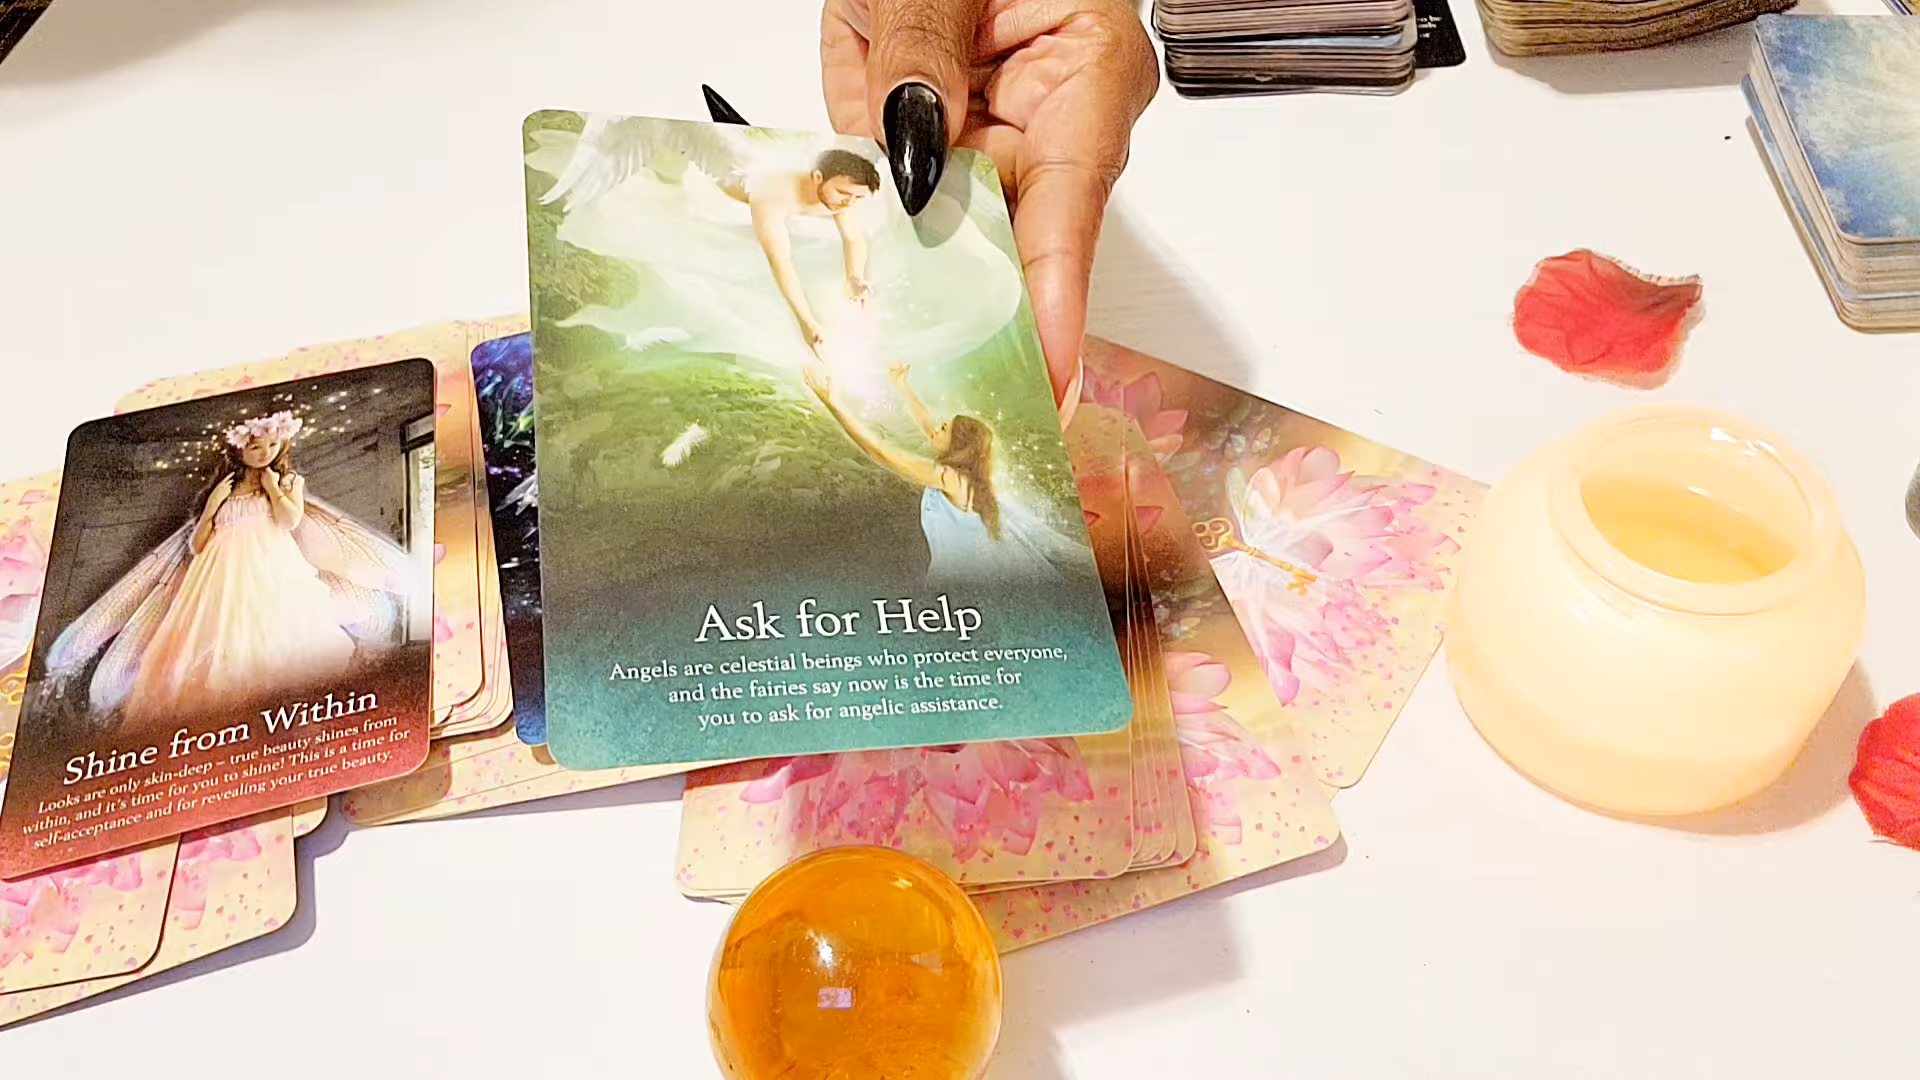 Ask for Help
Angels are celestial beings who protect everyone,
and the fairies say now is the time for
you to ask for angelic assistance.
Shine from Within
Looks are only skin-deep – true beauty shines from
within, and it's time for you to shine! This is a time for
self-acceptance and for revealing your true beauty.